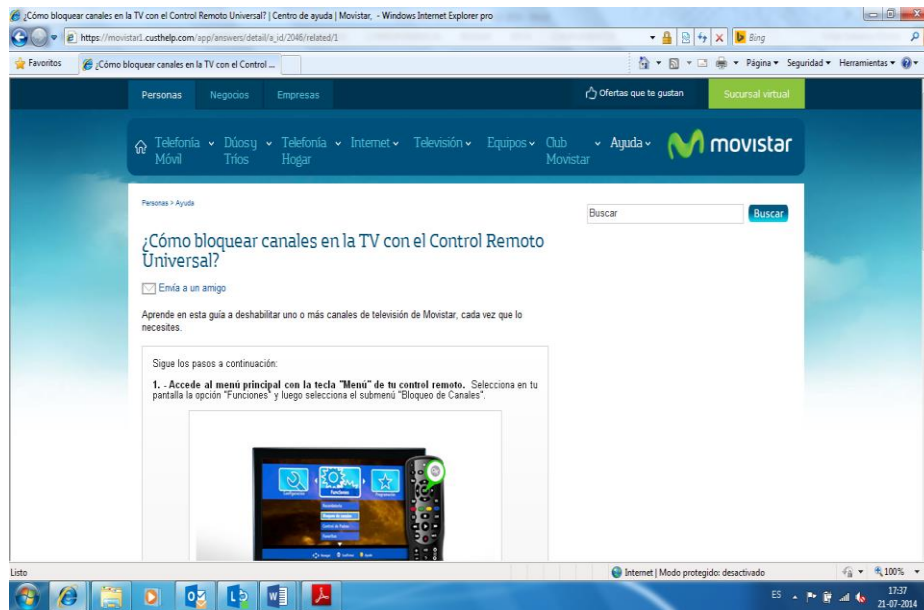 ¿Cómo bloquear canales en la TV con el Control Remoto Universal? | Centro de ayuda | Movistar, - Windows Internet Explorer pro
https://movistar1.custhelp.com/app/answers/detail/a_id/2046/related/1
Bing
Favoritos
¿Cómo bloquear canales en la TV con el Control ...
Página
Seguridad
Herramientas
Personas
Negocios
Empresas
Ofertas que te gustan
Sucursal virtual
Telefonía Móvil
Dúos y Tríos
Telefonía Hogar
Internet
Televisión
Equipos
Club Movistar
Ayuda
movistar
Personas > Ayuda
Buscar
Buscar
¿Cómo bloquear canales en la TV con el Control Remoto
Universal?
Envía a un amigo
Aprende en esta guía a deshabilitar uno o más canales de televisión de Movistar, cada vez que lo
necesites.
Sigue los pasos a continuación:
1. - Accede al menú principal con la tecla "Menú" de tu control remoto. Selecciona en tu
pantalla la opción "Funciones" y luego selecciona el submenú "Bloqueo de Canales".
Configuración
Funciones
Programación
Bloqueo de canales
Listo
Internet | Modo protegido: desactivado
100%
ES
17:37
21-07-2014